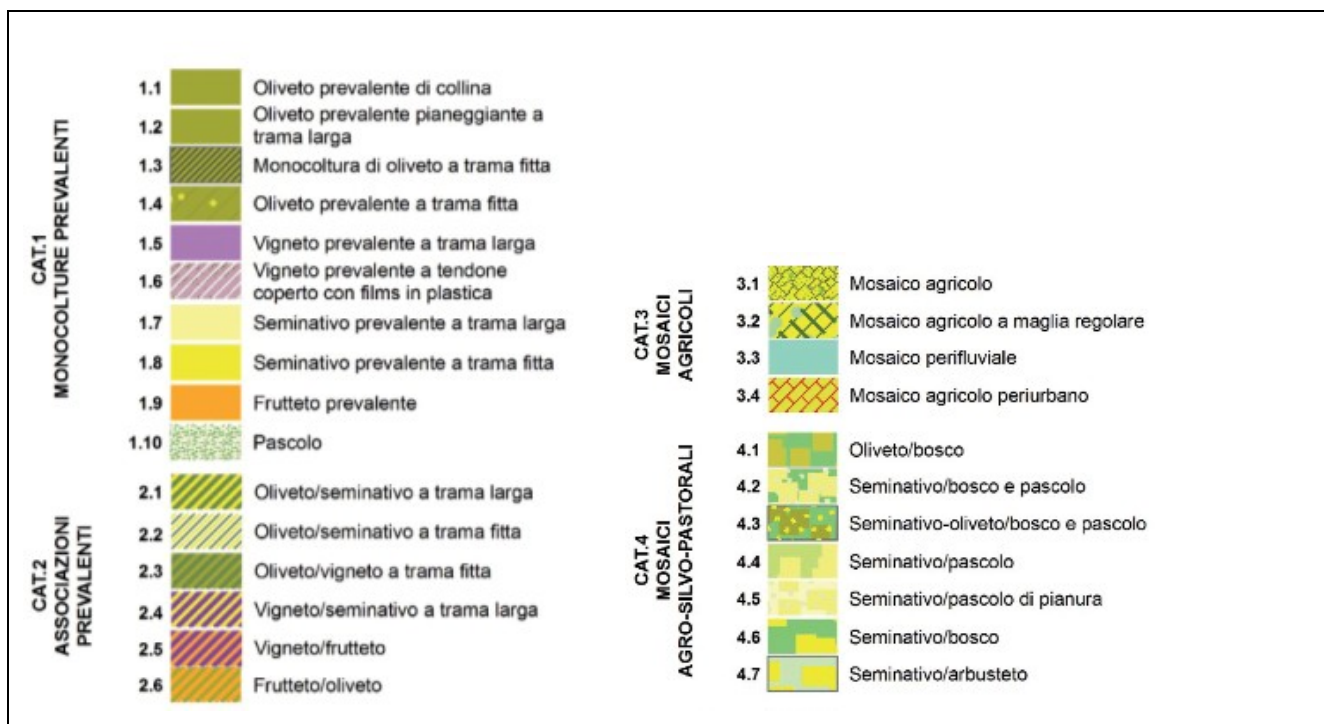 CAT.1
MONOCOLTURE PREVALENTI
1.1 Oliveto prevalente di collina
1.2 Oliveto prevalente pianeggiante a
trama larga
1.3 Monocoltura di oliveto a trama fitta
1.4 Oliveto prevalente a trama fitta
1.5 Vigneto prevalente a trama larga
1.6 Vigneto prevalente a tendone
coperto con films in plastica
1.7 Seminativo prevalente a trama larga
1.8 Seminativo prevalente a trama fitta
1.9 Frutteto prevalente
1.10 Pascolo
CAT.2
ASSOCIAZIONI
PREVALENTI
2.1 Oliveto/seminativo a trama larga
2.2 Oliveto/seminativo a trama fitta
2.3 Oliveto/vigneto a trama fitta
2.4 Vigneto/seminativo a trama larga
2.5 Vigneto/frutteto
2.6 Frutteto/oliveto
CAT.3
MOSAICI
AGRICOLI
3.1 Mosaico agricolo
3.2 Mosaico agricolo a maglia regolare
3.3 Mosaico perifluviale
3.4 Mosaico agricolo periurbano
CAT.4
MOSAICI
AGRO-SILVO-PASTORALI
4.1 Oliveto/bosco
4.2 Seminativo/bosco e pascolo
4.3 Seminativo-oliveto/bosco e pascolo
4.4 Seminativo/pascolo
4.5 Seminativo/pascolo di pianura
4.6 Seminativo/bosco
4.7 Seminativo/arbusteto